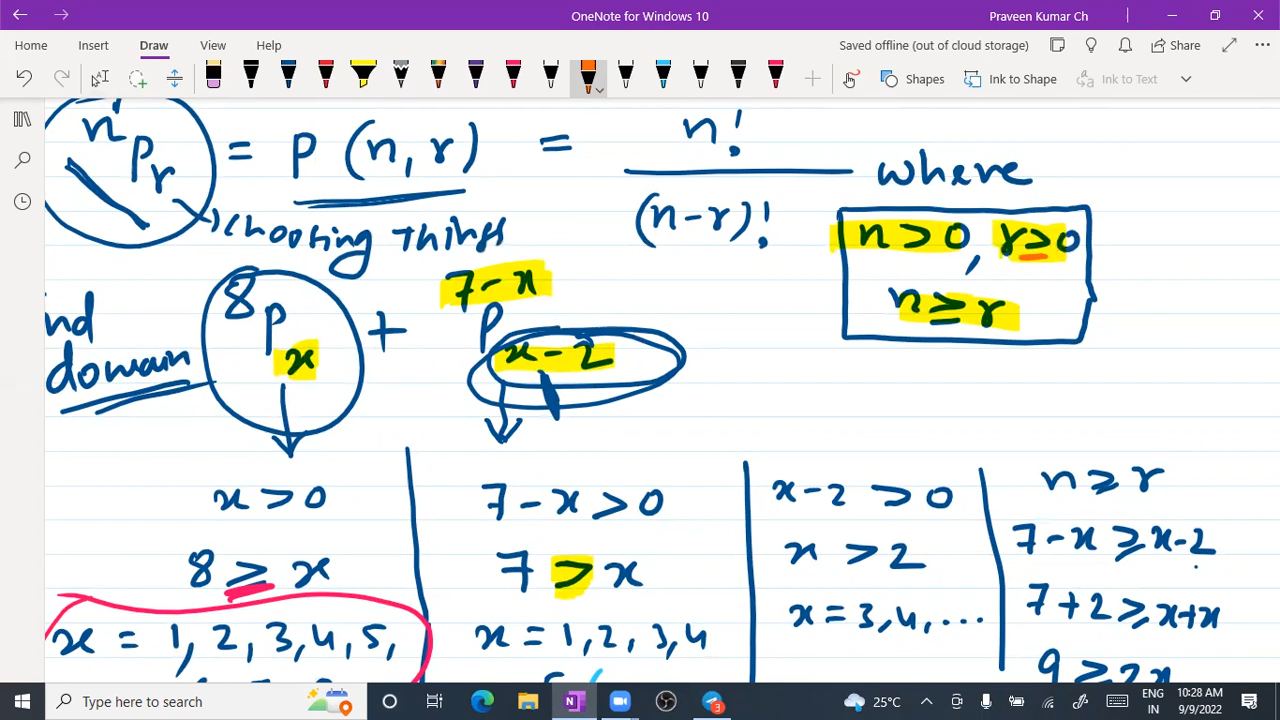 OneNote for Windows 10
Praveen Kumar Ch
Home Insert Draw View Help
Saved offline (out of cloud storage)
Share
Shapes
Ink to Shape
Ink to Text
nPr = P(n, r) = n!/(n-r)! where
n > 0, r ≥ 0
n ≥ r
choosing things
nd
domain
8Px + 7-xPx-2
x > 0
8 ≥ x
x = 1, 2, 3, 4, 5,
7 - x > 0
7 > x
x = 1, 2, 3, 4
x - 2 > 0
x > 2
x = 3, 4, ...
n ≥ r
7 - x ≥ x - 2
7 + 2 ≥ x + x
9 ≥ 2x
Type here to search
3
25°C
ENG
IN
10:28 AM
9/9/2022